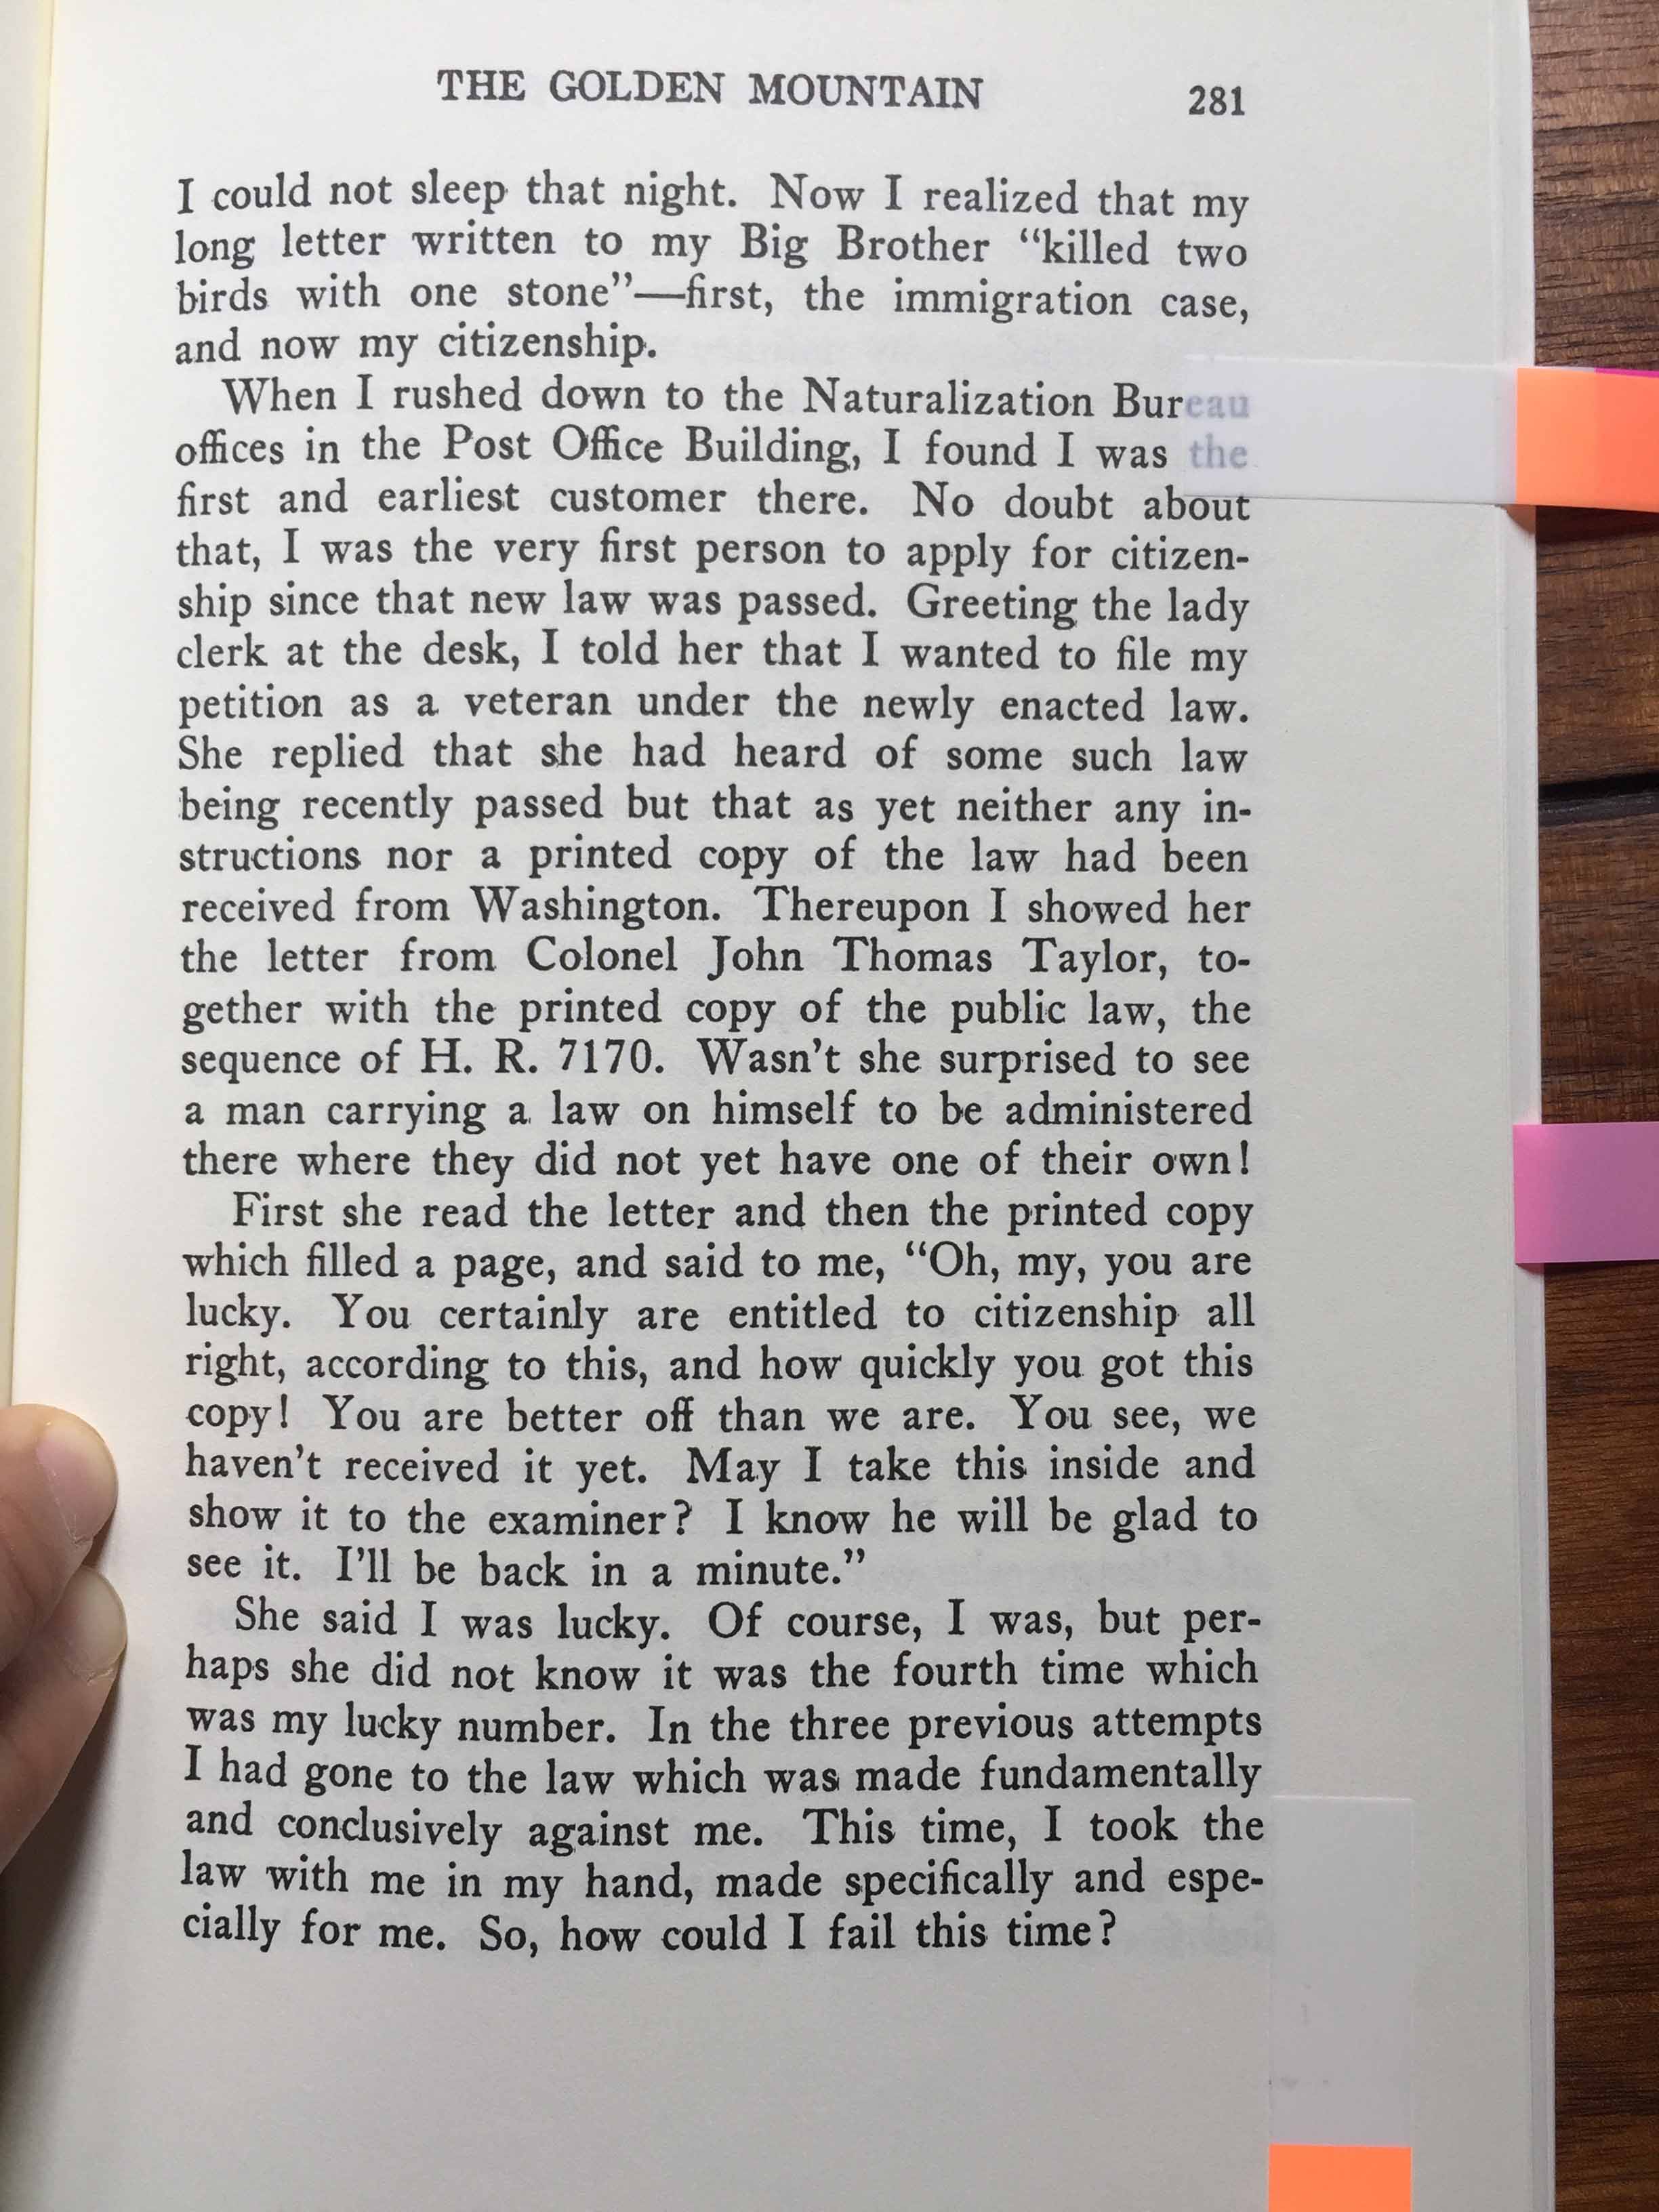 THE GOLDEN MOUNTAIN 281
I could not sleep that night. Now I realized that my
long letter written to my Big Brother “killed two
birds with one stone”—first, the immigration case,
and now my citizenship.
When I rushed down to the Naturalization Bureau
offices in the Post Office Building, I found I was the
first and earliest customer there. No doubt about
that, I was the very first person to apply for citizen-
ship since that new law was passed. Greeting the lady
clerk at the desk, I told her that I wanted to file my
petition as a veteran under the newly enacted law.
She replied that she had heard of some such law
being recently passed but that as yet neither any in-
structions nor a printed copy of the law had been
received from Washington. Thereupon I showed her
the letter from Colonel John Thomas Taylor, to-
gether with the printed copy of the public law, the
sequence of H. R. 7170. Wasn’t she surprised to see
a man carrying a law on himself to be administered
there where they did not yet have one of their own!
First she read the letter and then the printed copy
which filled a page, and said to me, “Oh, my, you are
lucky. You certainly are entitled to citizenship all
right, according to this, and how quickly you got this
copy! You are better off than we are. You see, we
haven’t received it yet. May I take this inside and
show it to the examiner? I know he will be glad to
see it. I’ll be back in a minute.”
She said I was lucky. Of course, I was, but per-
haps she did not know it was the fourth time which
was my lucky number. In the three previous attempts
I had gone to the law which was made fundamentally
and conclusively against me. This time, I took the
law with me in my hand, made specifically and espe-
cially for me. So, how could I fail this time?